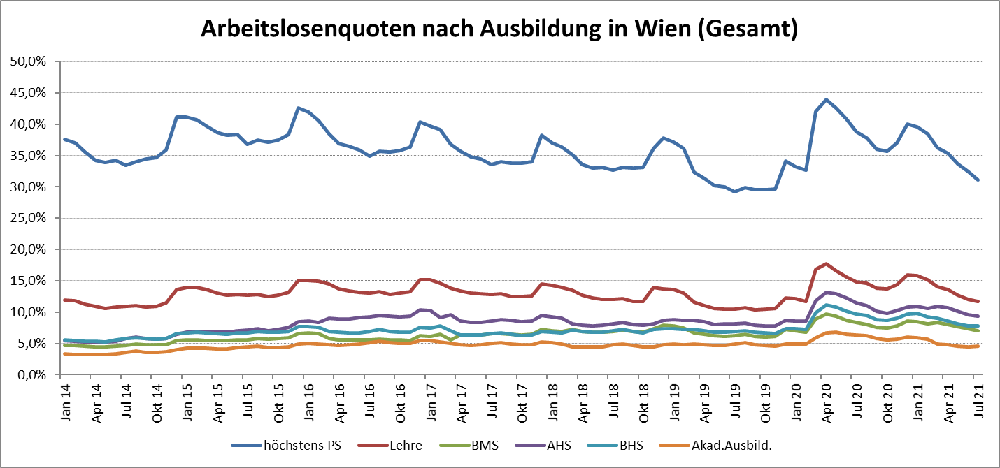 Arbeitslosenquoten nach Ausbildung in Wien (Gesamt)
50,0%
45,0%
40,0%
35,0%
30,0%
25,0%
20,0%
15,0%
10,0%
5,0%
0,0%
Jan 14
Apr 14
Jul 14
Okt 14
Jan 15
Apr 15
Jul 15
Okt 15
Jan 16
Apr 16
Jul 16
Okt 16
Jan 17
Apr 17
Jul 17
Okt 17
Jan 18
Apr 18
Jul 18
Okt 18
Jan 19
Apr 19
Jul 19
Okt 19
Jan 20
Apr 20
Jul 20
Okt 20
Jan 21
Apr 21
Jul 21
höchstens PS Lehre BMS AHS BHS Akad.Ausbild.